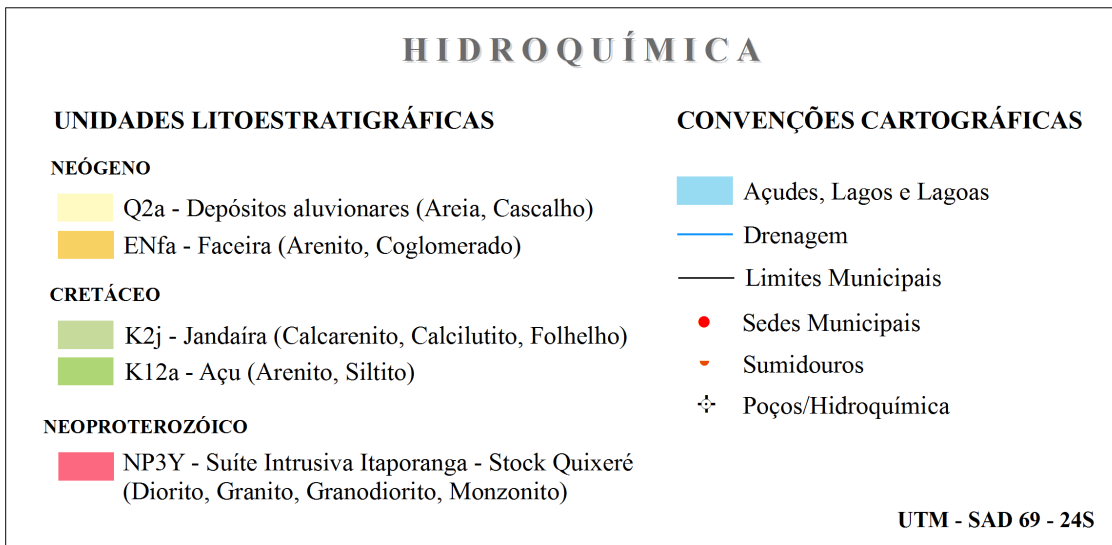 HIDROQUÍMICA
UNIDADES LITOESTRATIGRÁFICAS
NEÓGENO
Q2a - Depósitos aluvionares (Areia, Cascalho)
ENfa - Faceira (Arenito, Coglomerado)
CRETÁCEO
K2j - Jandaíra (Calcarenito, Calcilutito, Folhelho)
K12a - Açu (Arenito, Siltito)
NEOPROTEROZÓICO
NP3Y - Suíte Intrusiva Itaporanga - Stock Quixeré
(Diorito, Granito, Granodiorito, Monzonito)
CONVENÇÕES CARTOGRÁFICAS
Açudes, Lagos e Lagoas
Drenagem
Limites Municipais
Sedes Municipais
Sumidouros
Poços/Hidroquímica
UTM - SAD 69 - 24S